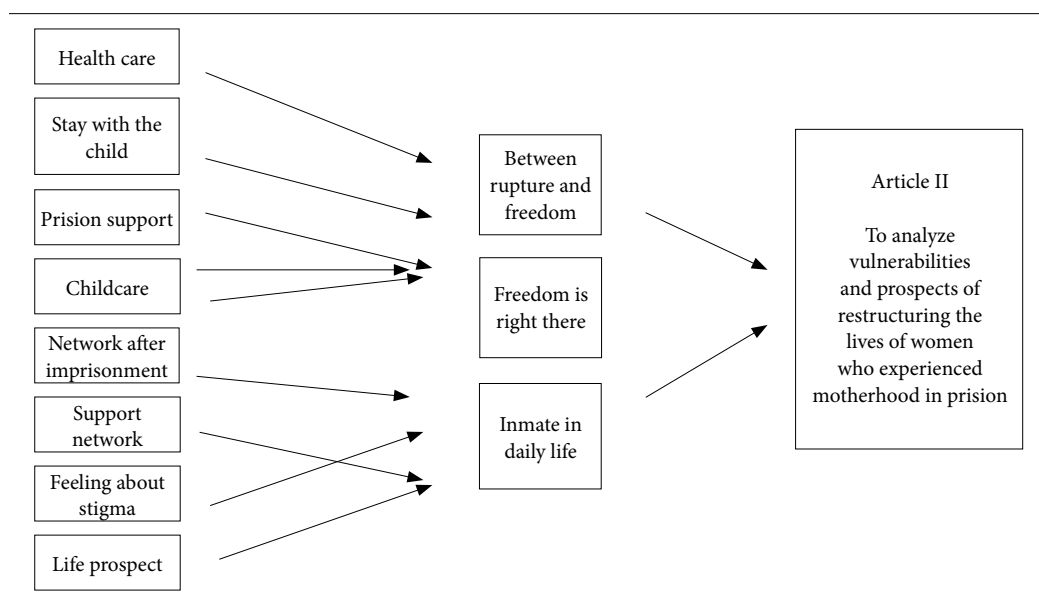 Health care
Stay with the
child
Prision support
Childcare
Network after
imprisonment
Support
network
Feeling about
stigma
Life prospect
Between
rupture and
freedom
Freedom is
right there
Inmate in
daily life
Article II
To analyze
vulnerabilities
and prospects of
restructuring the
lives of women
who experienced
motherhood in prision